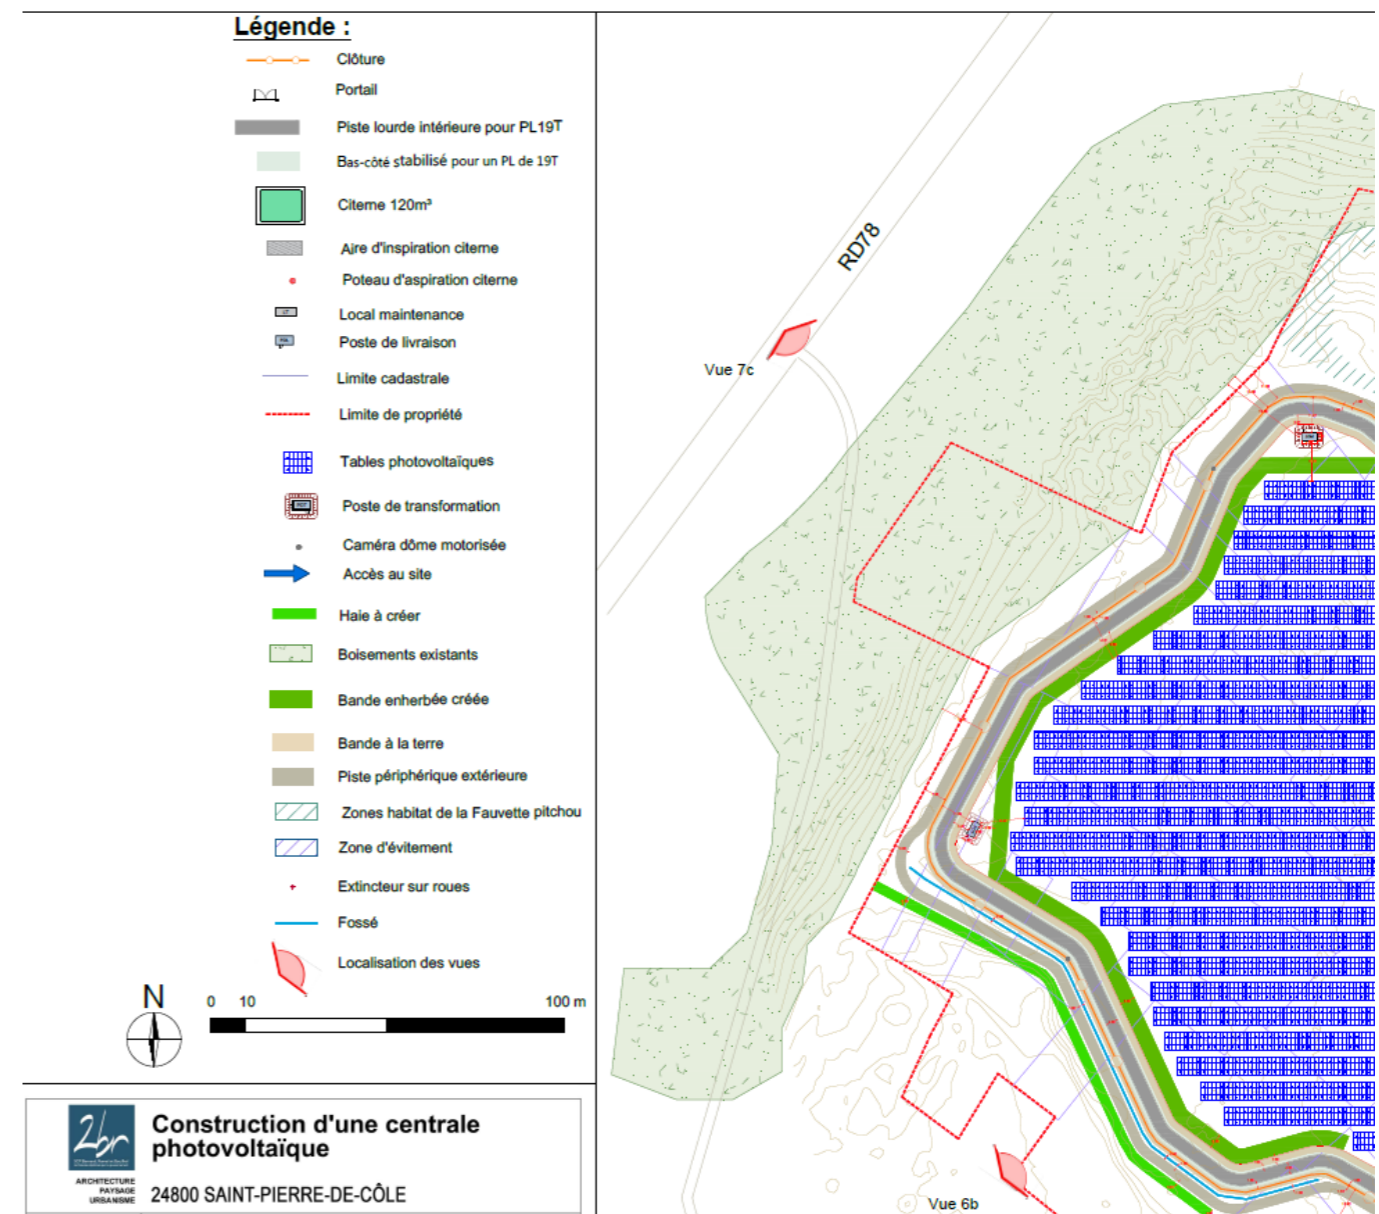 Légende :
Clôture
Portail
Piste lourde intérieure pour PL19T
Bas-côté stabilisé pour un PL de 19T
Citerne 120m³
Aire d'inspiration citerne
Poteau d'aspiration citerne
Local maintenance
Poste de livraison
Limite cadastrale
Limite de propriété
Tables photovoltaïques
Poste de transformation
Caméra dôme motorisée
Accès au site
Haie à créer
Boisements existants
Bande enherbée créée
Bande à la terre
Piste périphérique extérieure
Zones habitat de la Fauvette pitchou
Zone d'évitement
Extincteur sur roues
Fossé
Localisation des vues
N
0 10 100 m
2br
ARCHITECTURE
PAYSAGE
URBANISME
Construction d'une centrale
photovoltaïque
24800 SAINT-PIERRE-DE-CÔLE
RD78
Vue 7c
Vue 6b